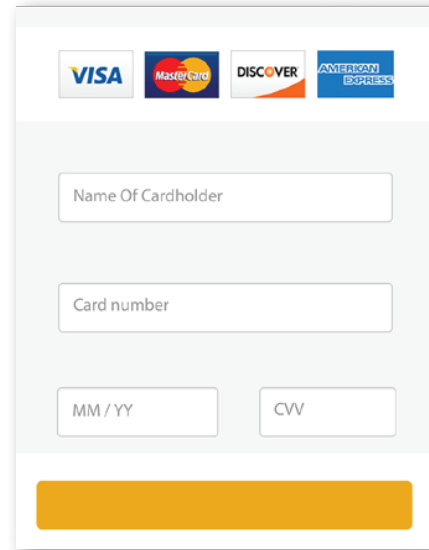 VISA MasterCard DISCOVER AMERICAN
EXPRESS
Name Of Cardholder
Card number
MM / YY CVV